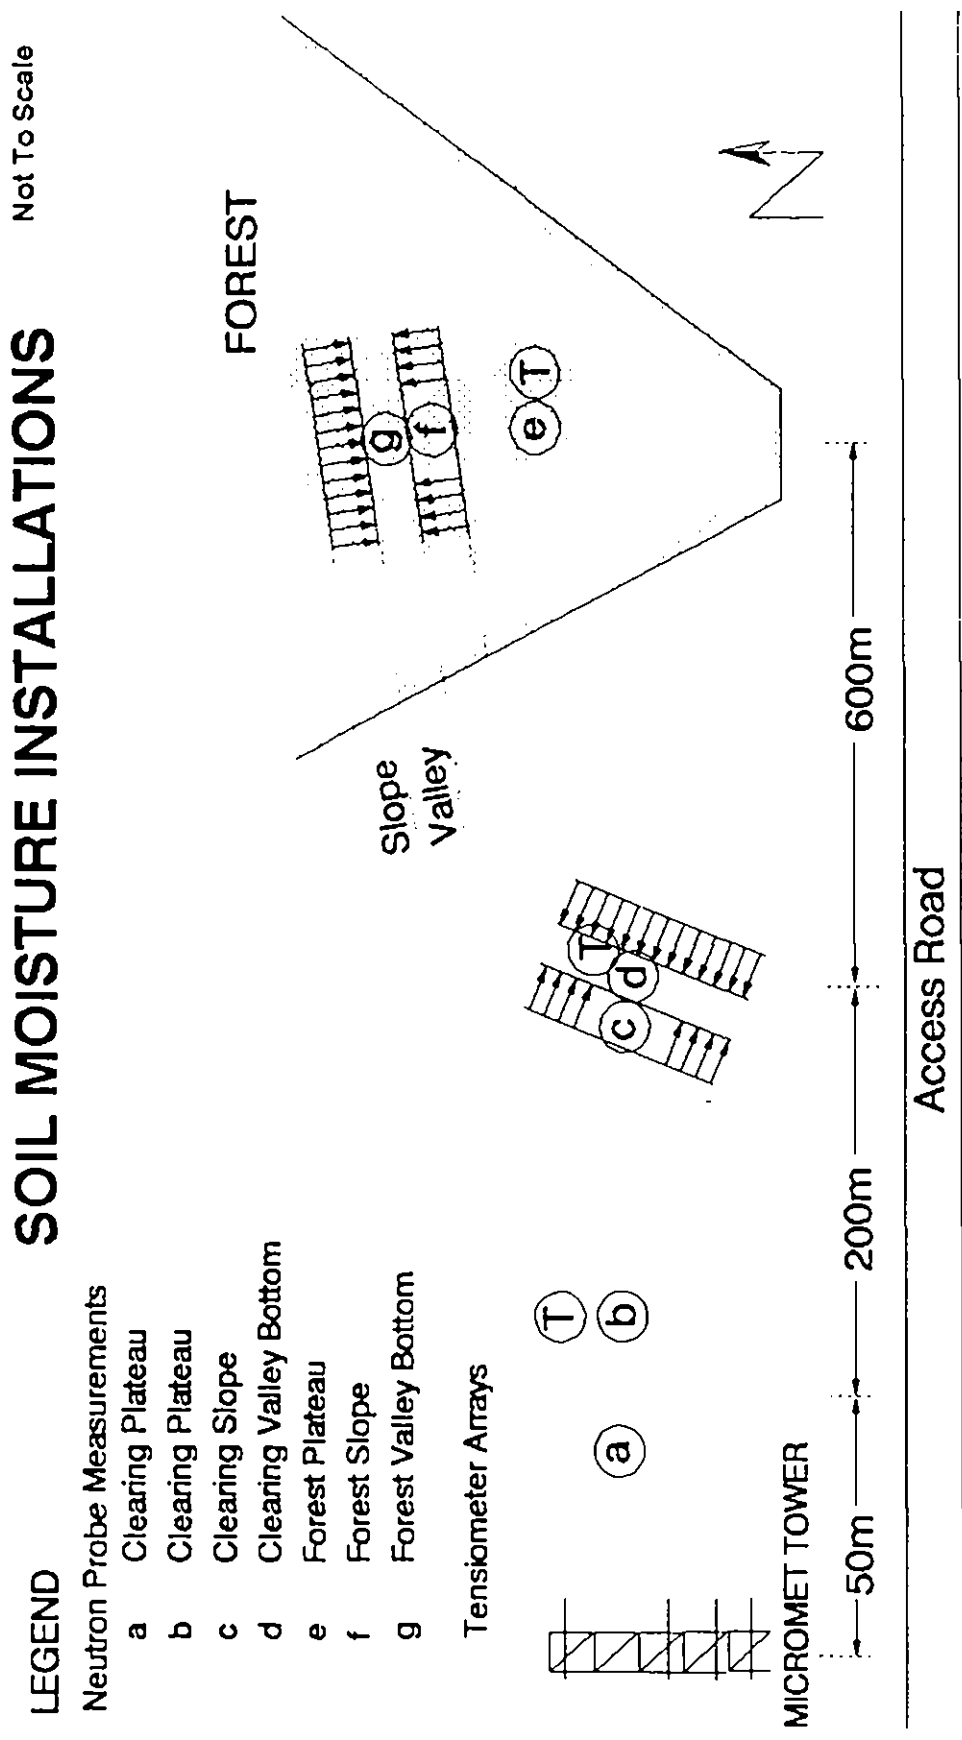 SOIL MOISTURE INSTALLATIONS
Not To Scale
LEGEND
Neutron Probe Measurements
a Clearing Plateau
b Clearing Plateau
c Clearing Slope
d Clearing Valley Bottom
e Forest Plateau
f Forest Slope
g Forest Valley Bottom
Tensiometer Arrays
FOREST
g
f
e
T
Slope
Valley
T
d
c
T
b
a
N
MICROMET TOWER
50m
200m
600m
Access Road